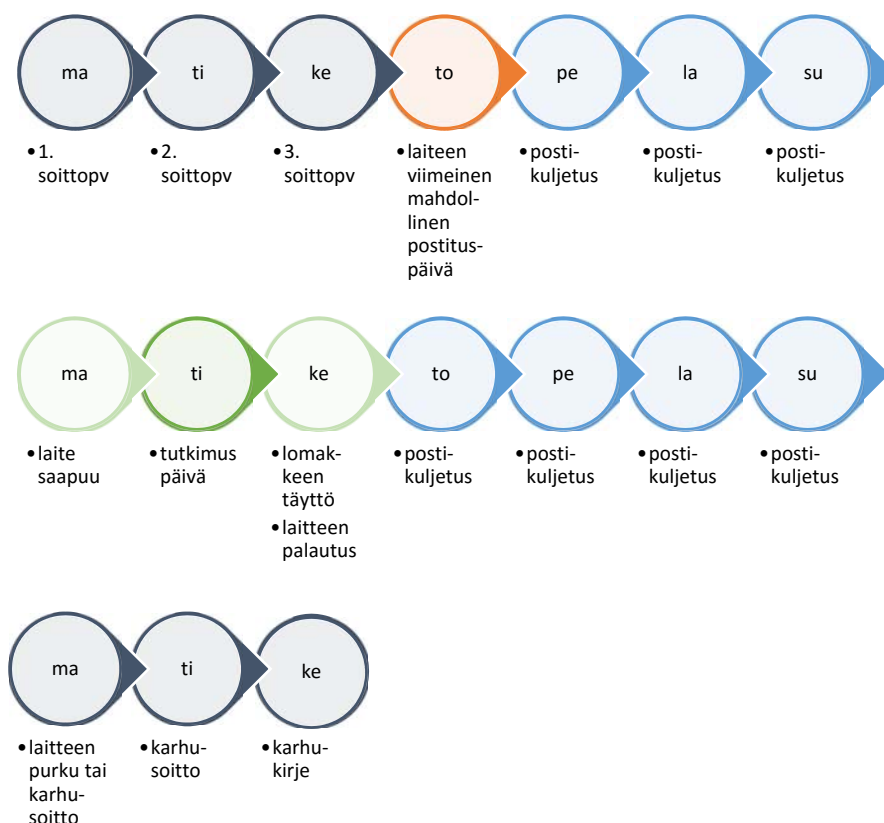 ma ti ke to pe la su
•1. soittopv
•2. soittopv
•3. soittopv
•laiteen
viimeinen
mahdol-
linen
postitus-
päivä
•posti-
kuljetus
•posti-
kuljetus
•posti-
kuljetus
ma ti ke to pe la su
•laite
saapuu
•tutkimus
päivä
•lomak-
keen
täyttö
•laitteen
palautus
•posti-
kuljetus
•posti-
kuljetus
•posti-
kuljetus
•posti-
kuljetus
ma ti ke
•laitteen
purku tai
karhu-
soitto
•karhu-
soitto
•karhu-
kirje